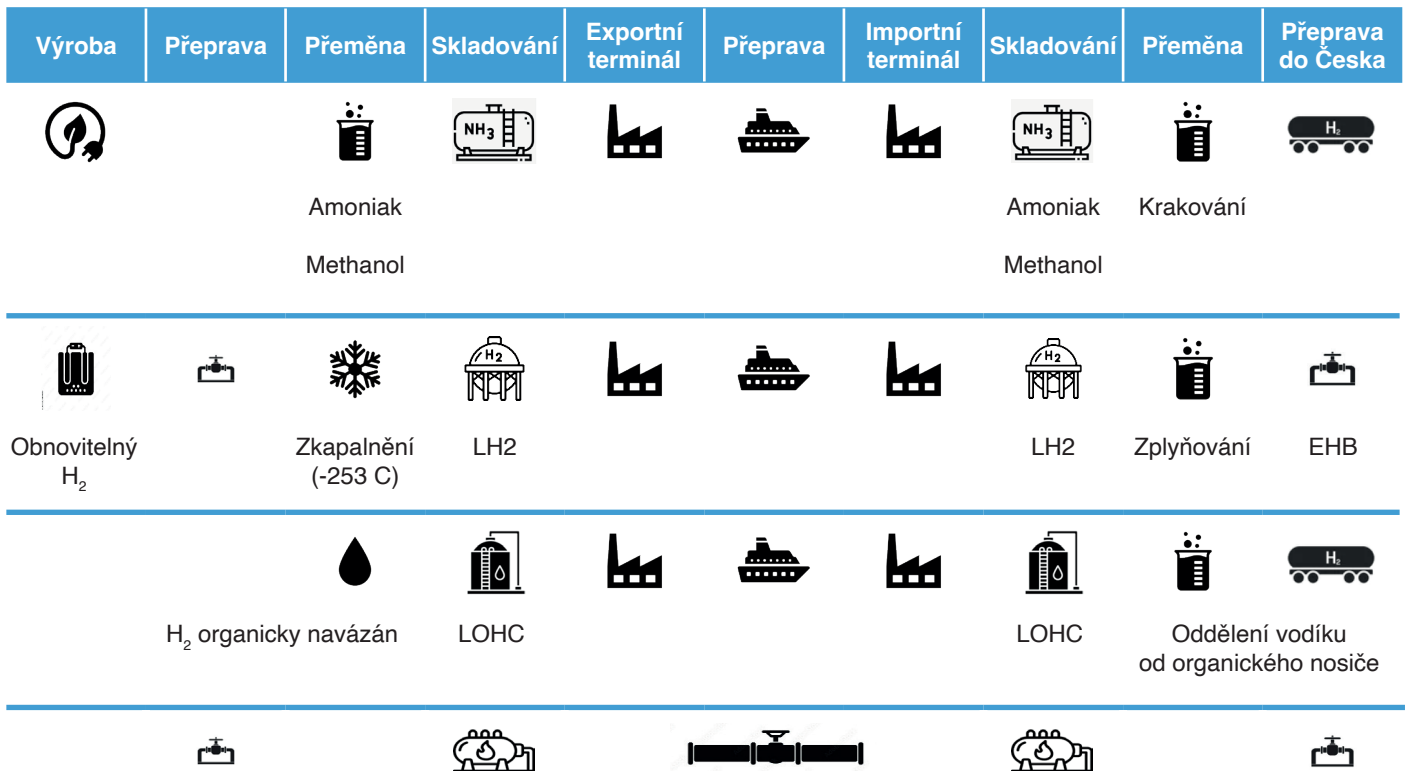 Výroba
Přeprava
Přeměna
Skladování
Exportní
terminál
Přeprava
Importní
terminál
Skladování
Přeměna
Přeprava
do Česka
NH3
NH3
H₂
Amoniak
Amoniak
Krakování
Methanol
Methanol
H2
H2
Obnovitelný
H₂
Zkapalnění
(-253 C)
LH2
LH2
Zplyňování
EHB
H₂
H₂ organicky navázán
LOHC
LOHC
Oddělení vodíku
od organického nosiče